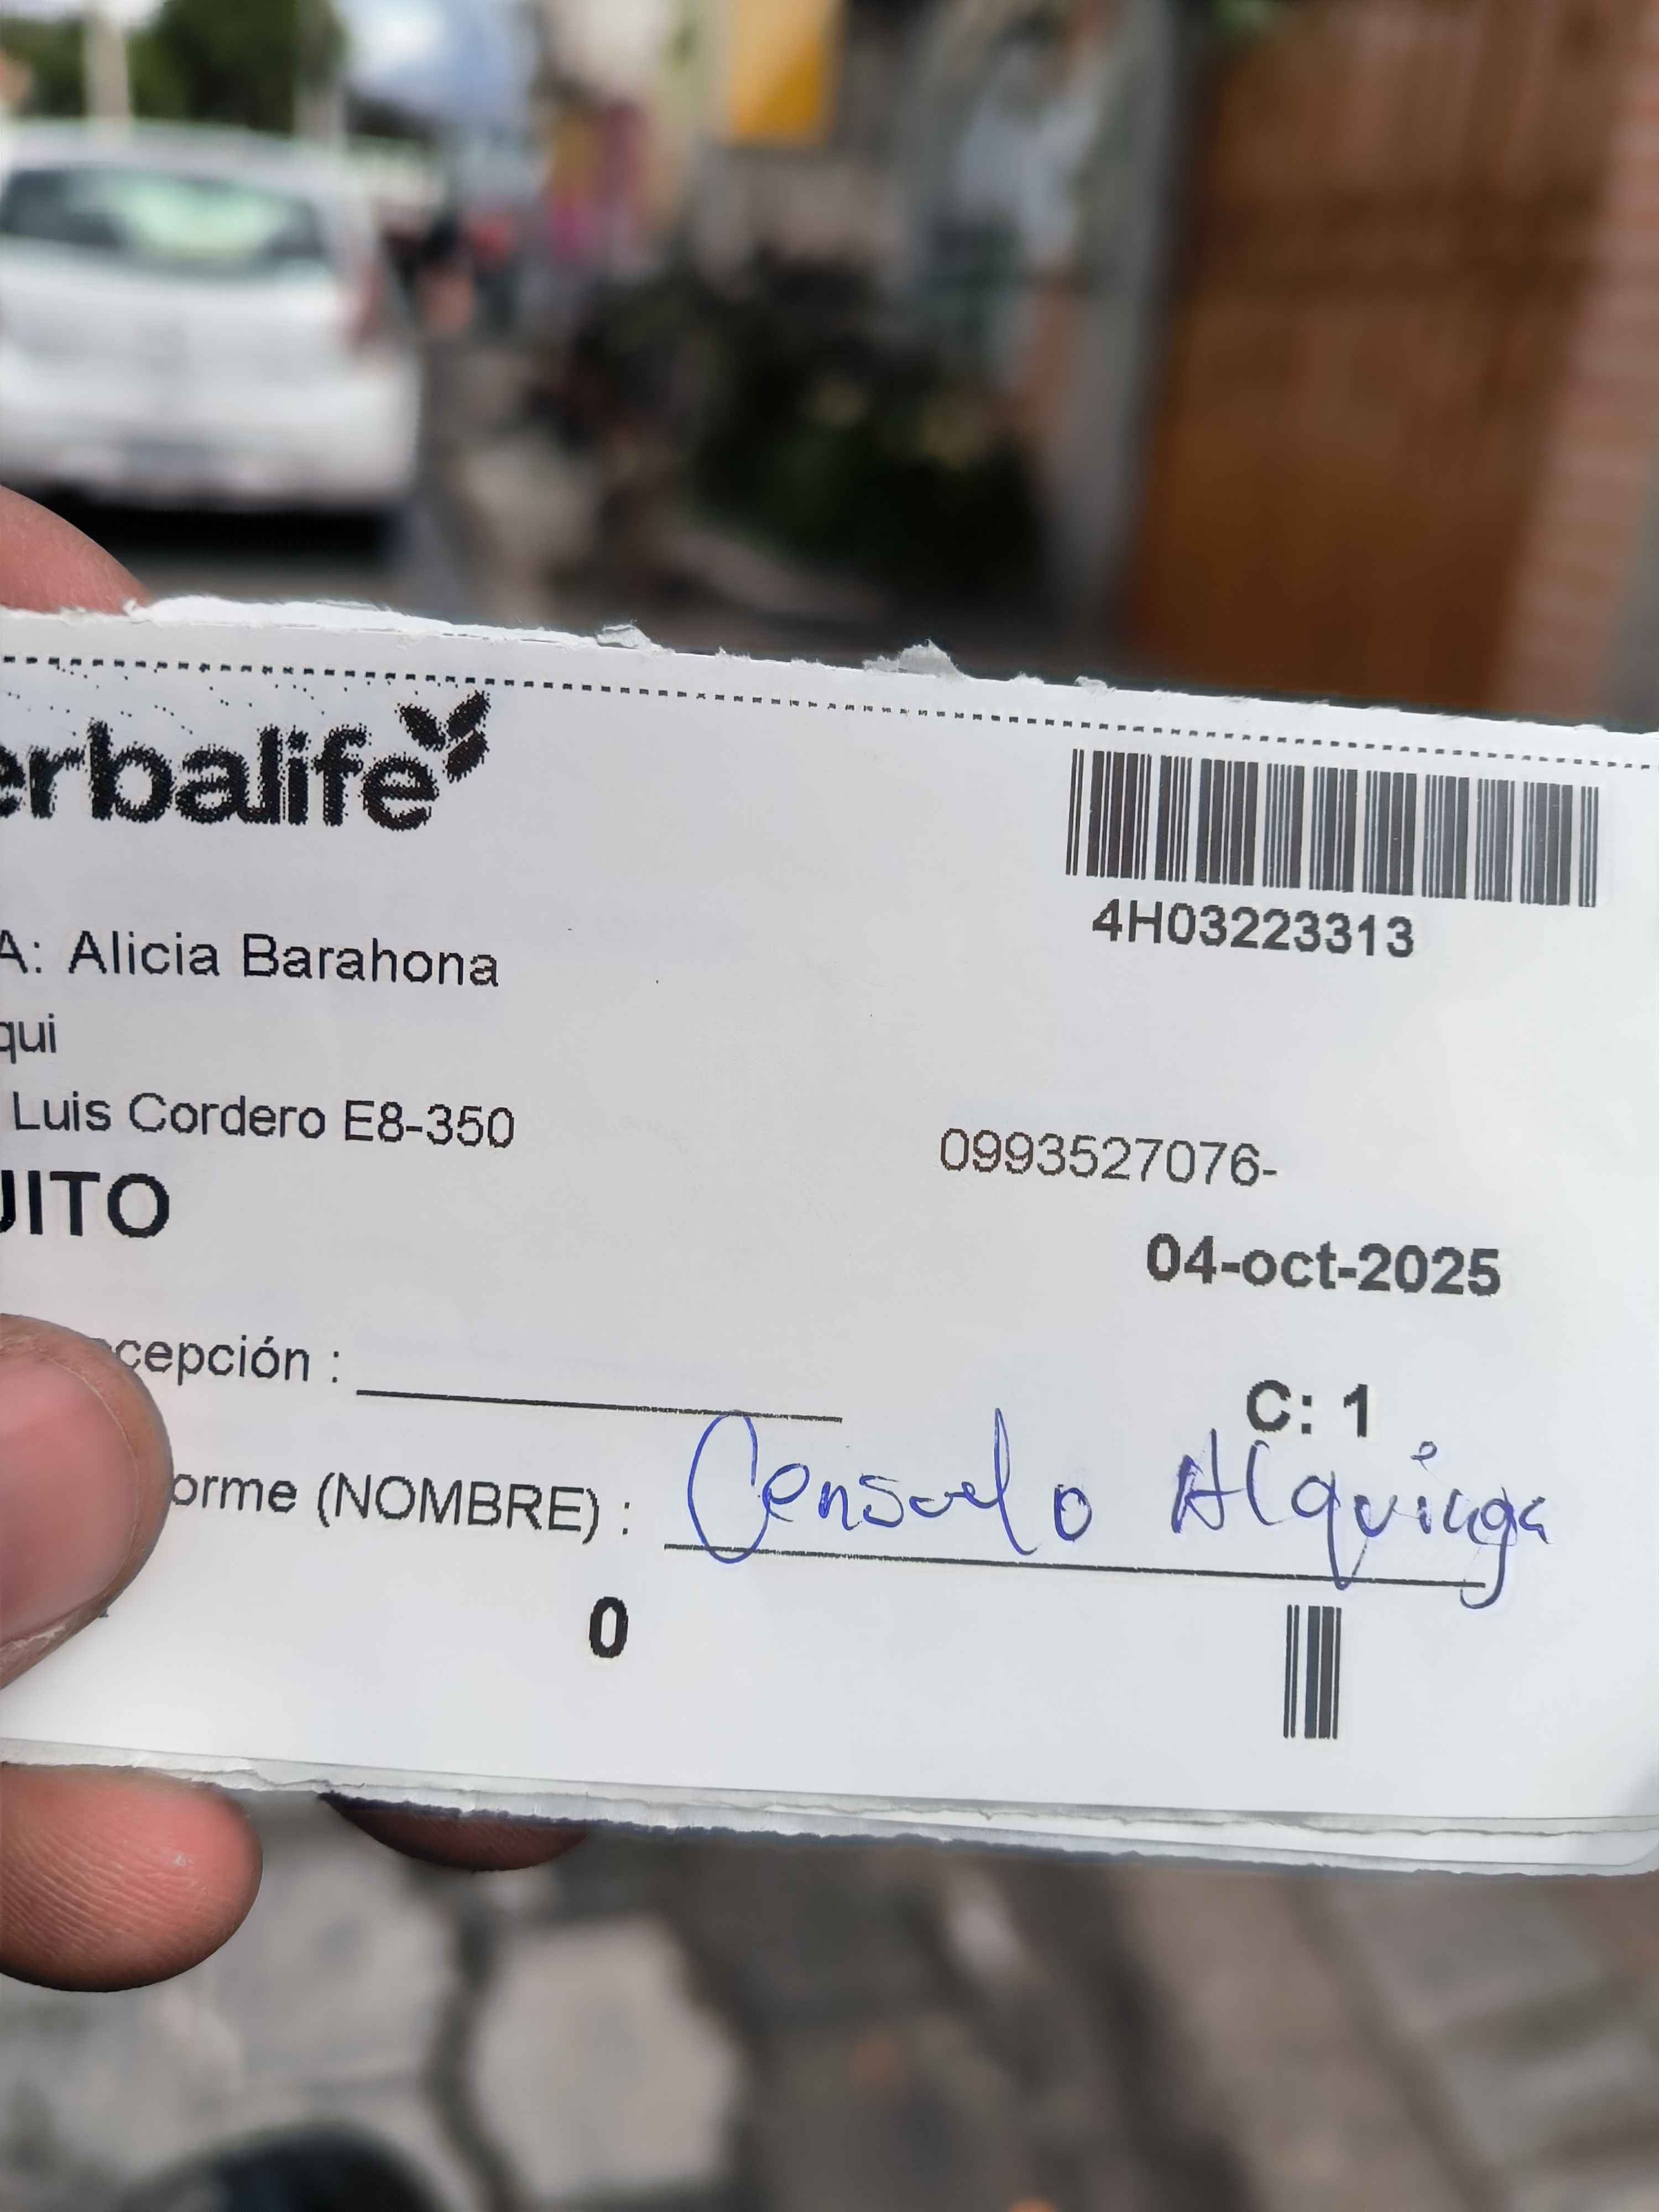 erbalife
4H03223313
A: Alicia Barahona
qui
Luis Cordero E8-350
0993527076-
UITO
04-oct-2025
cepción :
C: 1
orme (NOMBRE) : Consuelo Alquinga
0